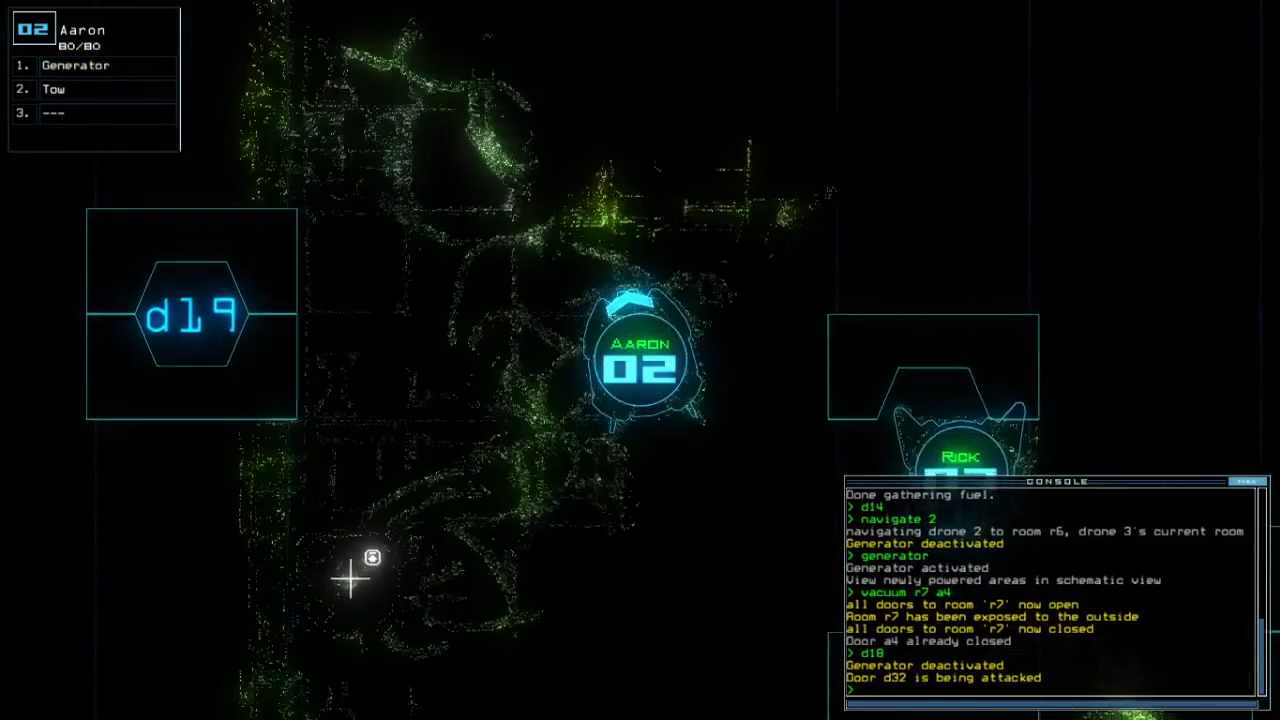 02 Aaron
80/80
1. Generator
2. Tow
3. ---
d19
AARON
02
RICK
CONSOLE
Done gathering fuel.
> d14
> navigate 2
navigating drone 2 to room r6, drone 3's current room
Generator deactivated
> generator
Generator activated
View newly powered areas in schematic view
> vacuum r7 a4
all doors to room 'r7' now open
Room r7 has been exposed to the outside
all doors to room 'r7' now closed
Door a4 already closed
> d18
Generator deactivated
Door d32 is being attacked
>